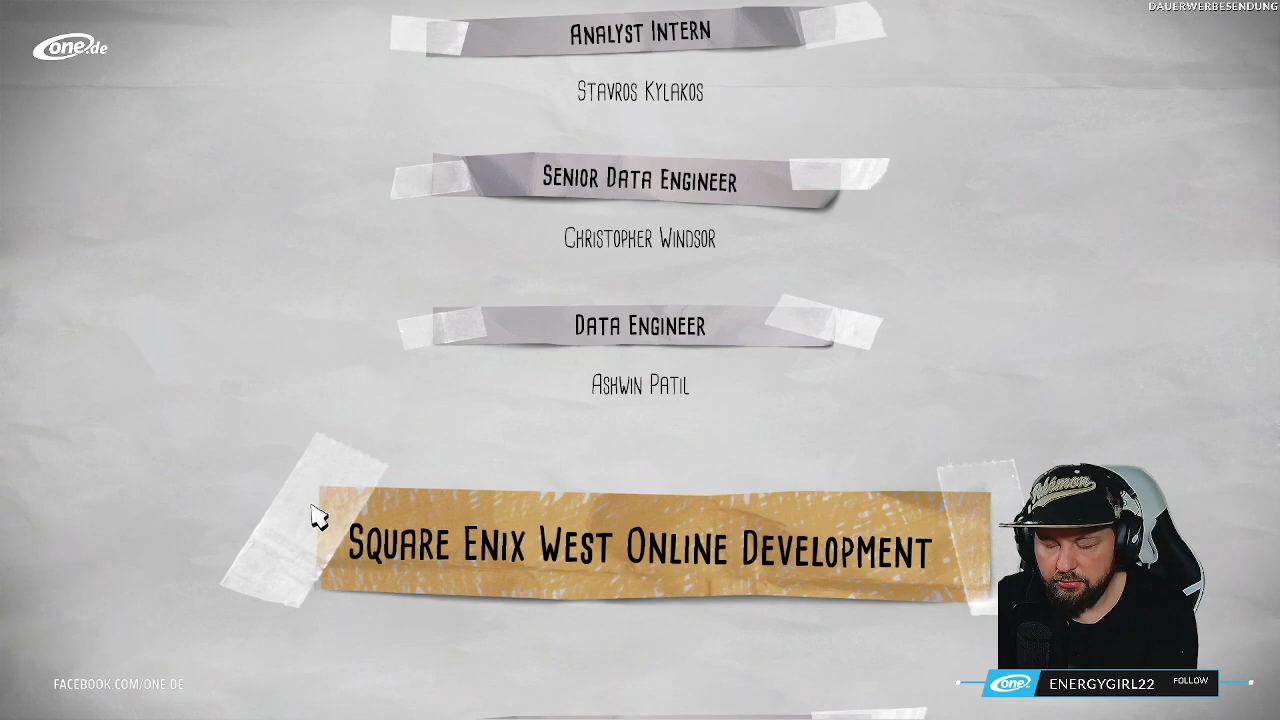 DAUERWERBESENDUNG
one.de
ANALYST INTERN
STAVROS KYLAKOS
SENIOR DATA ENGINEER
CHRISTOPHER WINDSOR
DATA ENGINEER
ASHWIN PATIL
SQUARE ENIX WEST ONLINE DEVELOPMENT
Pokémon
FACEBOOK.COM/ONE.DE
one. ENERGYGIRL22 FOLLOW